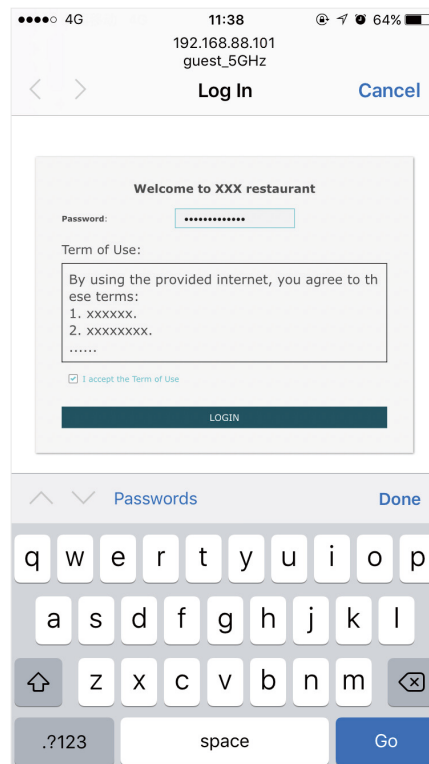 4G 11:38 64%
192.168.88.101
guest_5GHz
Log In Cancel
Welcome to XXX restaurant
Password: •••••••••••••
Term of Use:
By using the provided internet, you agree to th
ese terms:
1. xxxxxx.
2. xxxxxxxx.
......
I accept the Term of Use
LOGIN
Passwords Done
q w e r t y u i o p
a s d f g h j k l
z x c v b n m
.?123 space Go